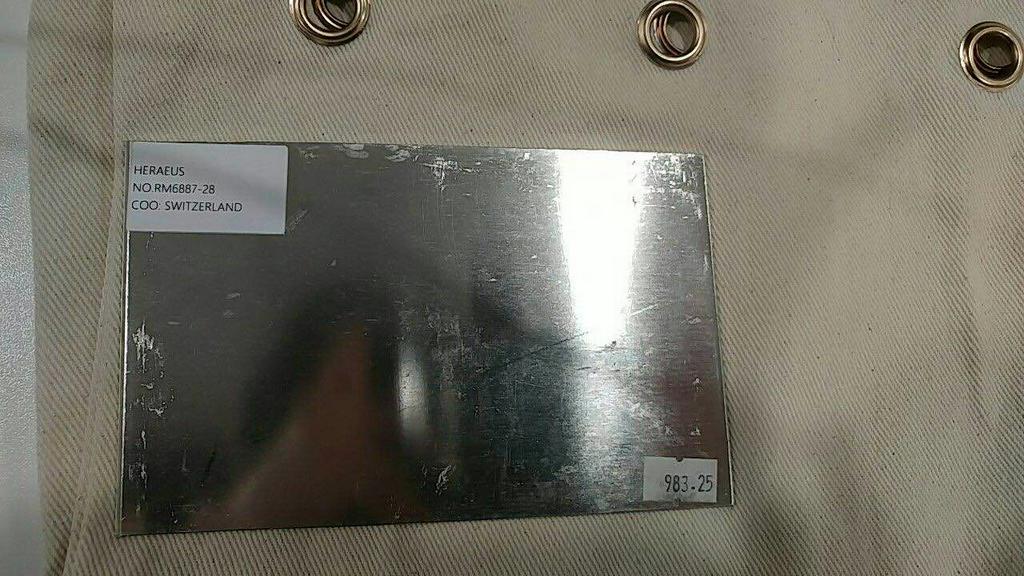 HERAEUS
NO.RM6887-28
COO: SWITZERLAND
983.25